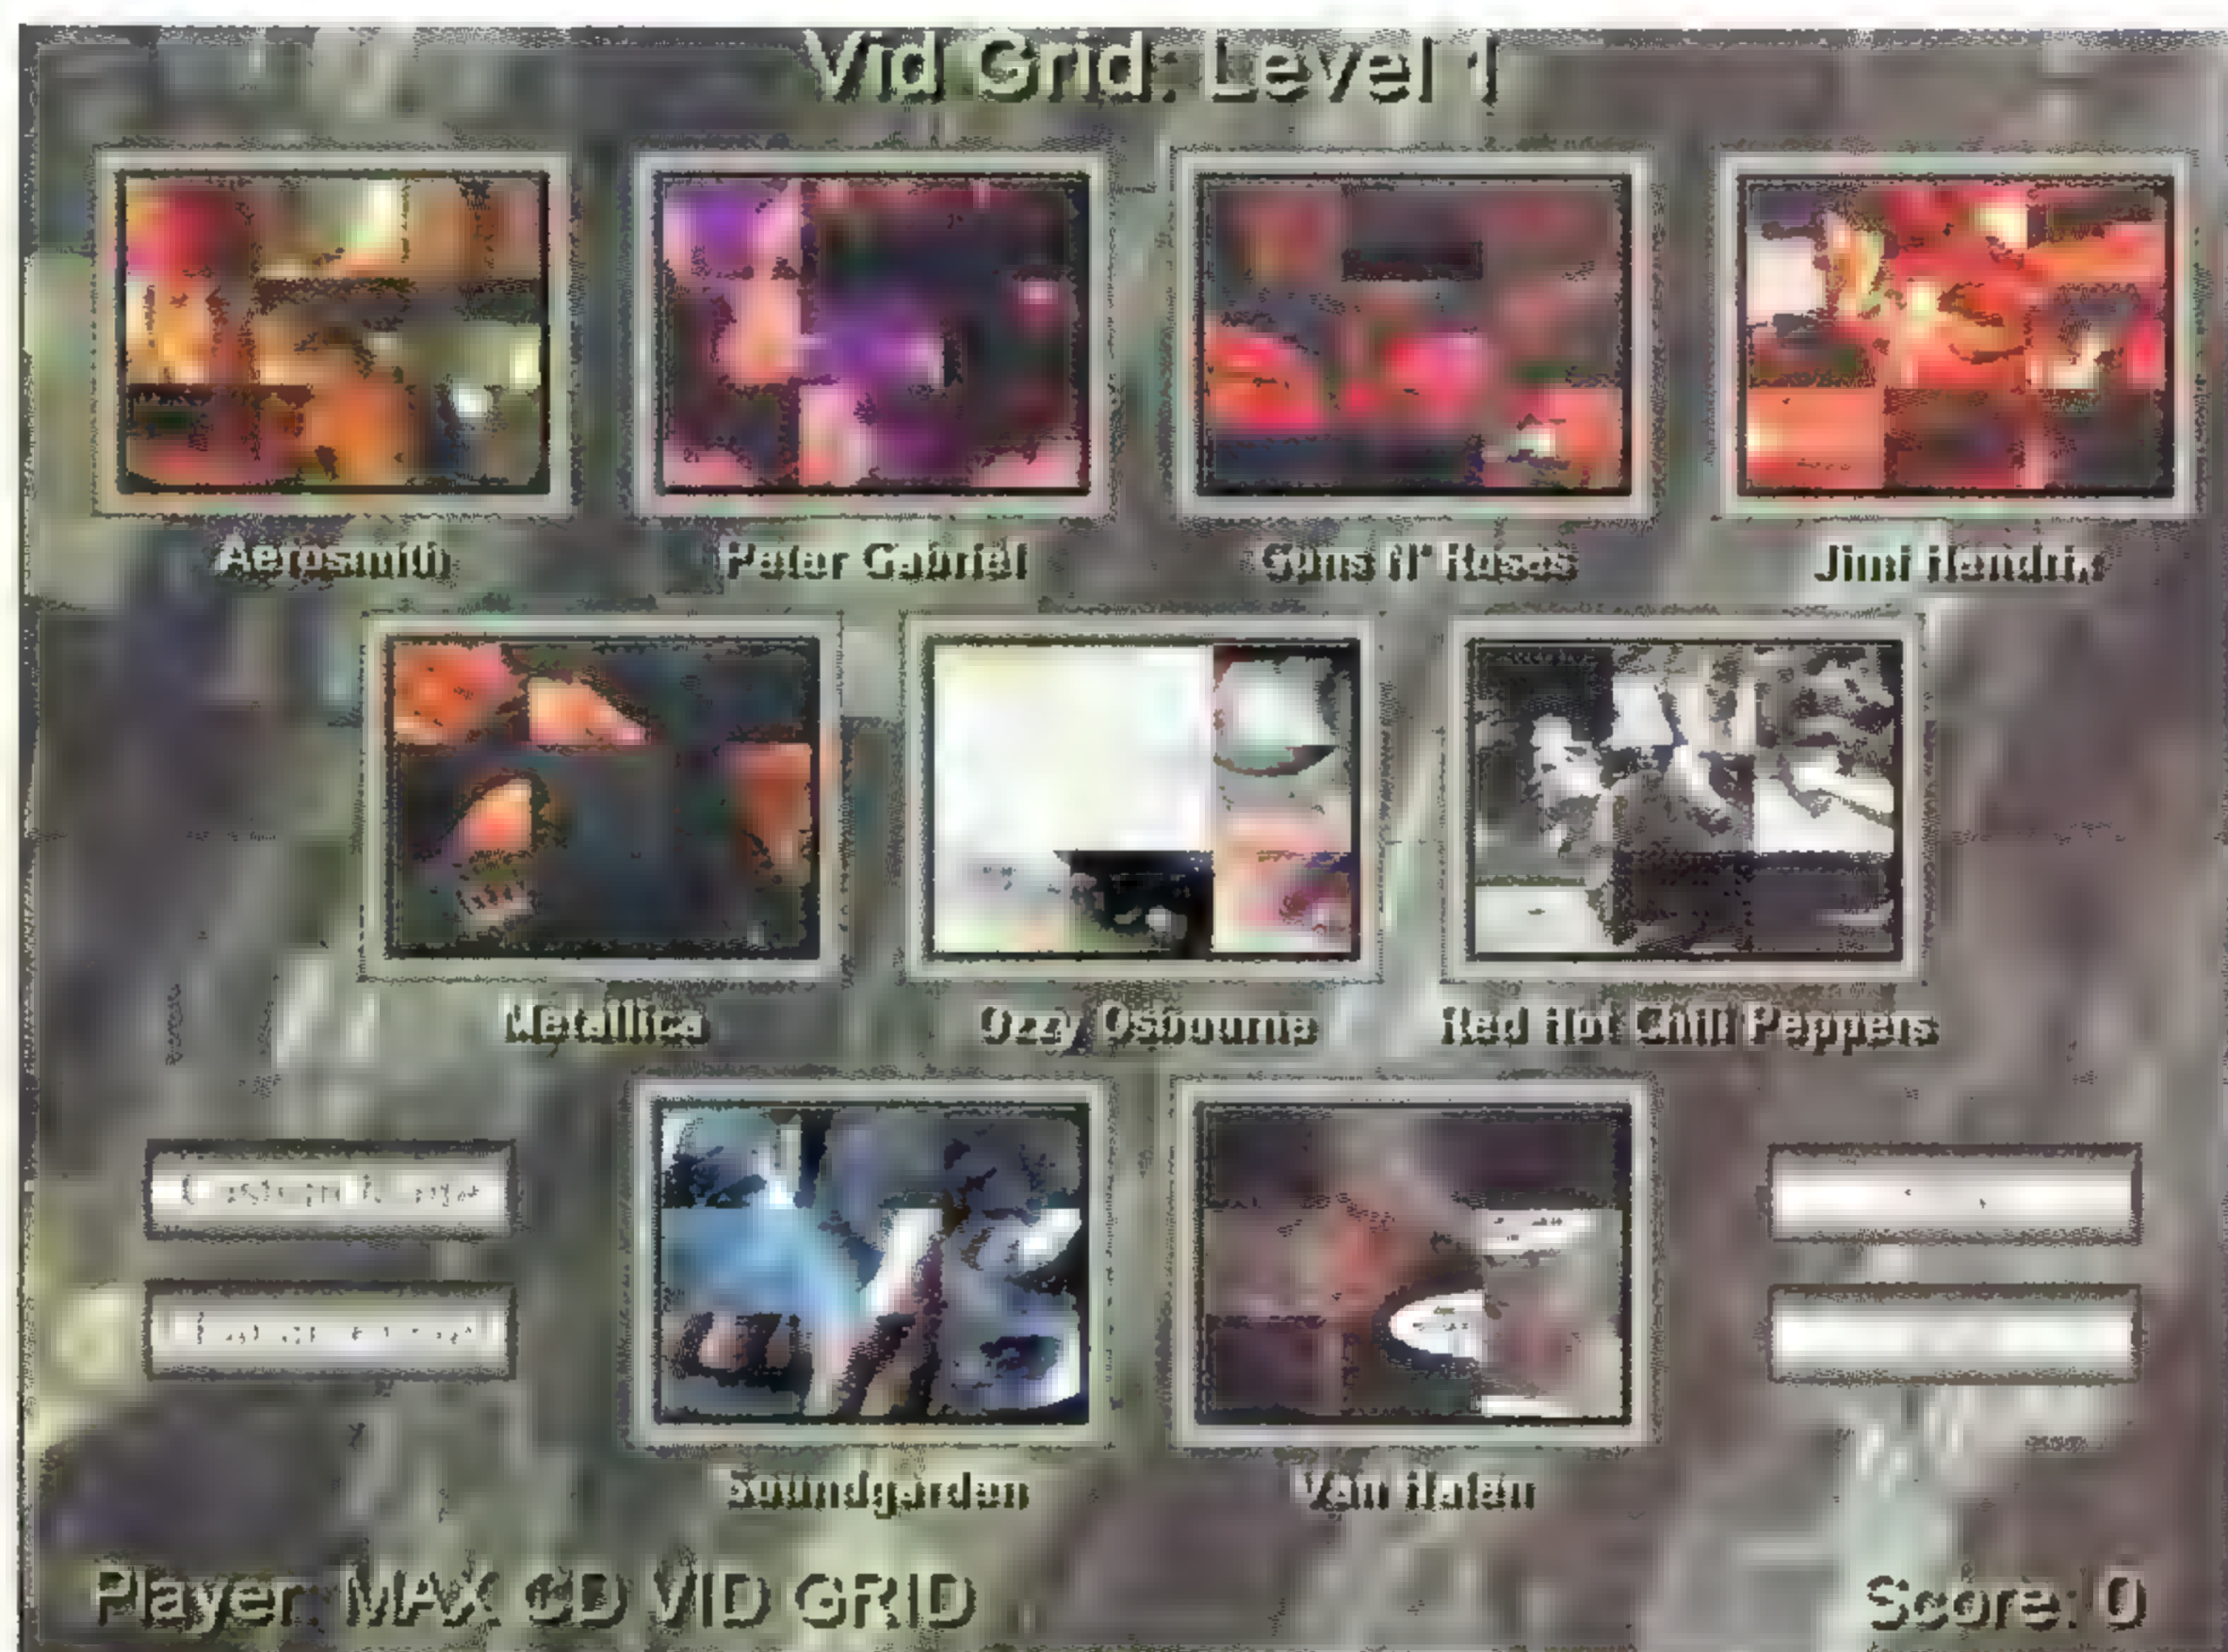 Vid Grid: Level 1
Aerosmith Peter Gabriel Guns N' Roses Jimi Hendrix
Metallica Ozzy Osbourne Red Hot Chili Peppers
Soundgarden Van Halen
Player: MAX CD VID GRID Score: 0